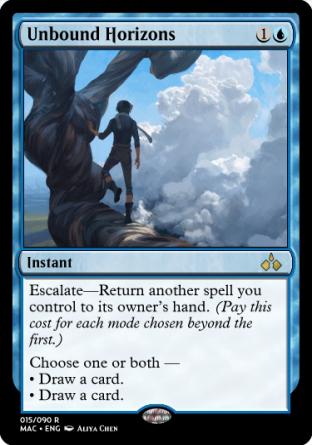 Unbound Horizons 1
Instant
Escalate—Return another spell you
control to its owner's hand. (Pay this
cost for each mode chosen beyond the
first.)
Choose one or both —
• Draw a card.
• Draw a card.
015/090 R
MAC • ENG Aliya Chen